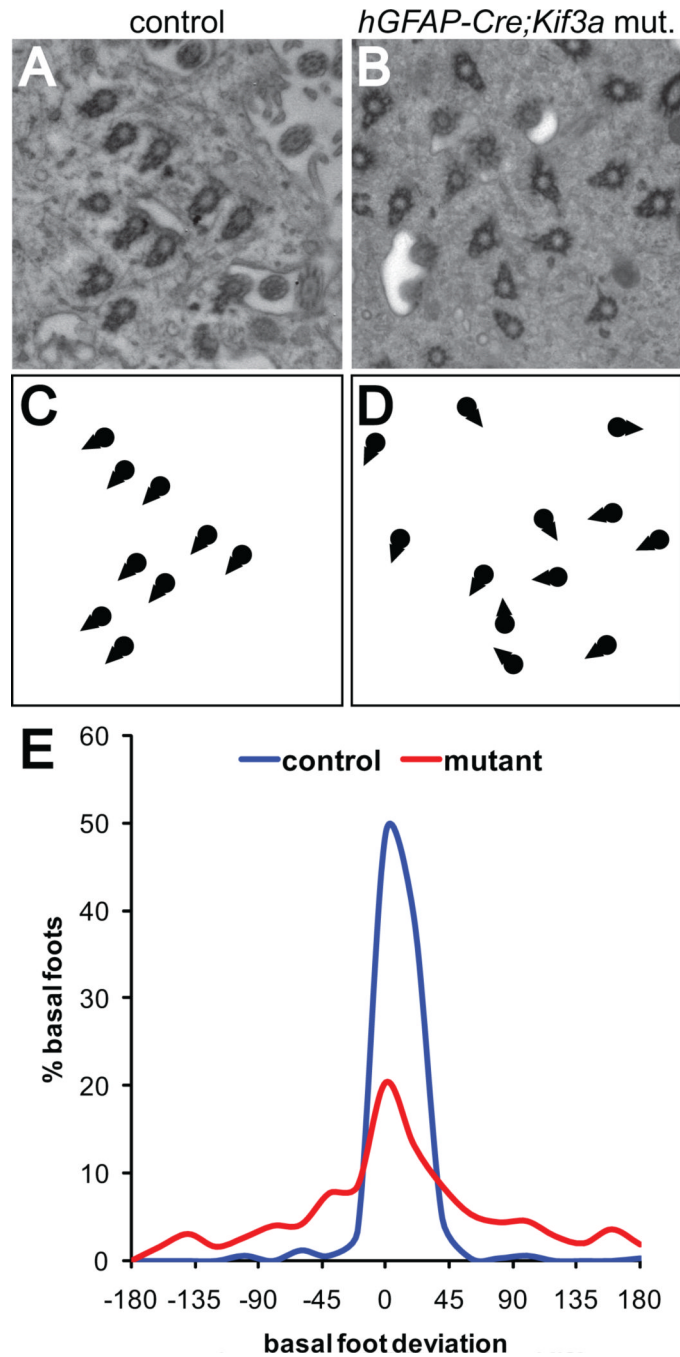 control
hGFAP-Cre;Kif3a mut.
A
B
C
D
E
control
mutant
60
50
40
30
20
10
0
% basal foots
-180 -135 -90 -45 0 45 90 135 180
basal foot deviation